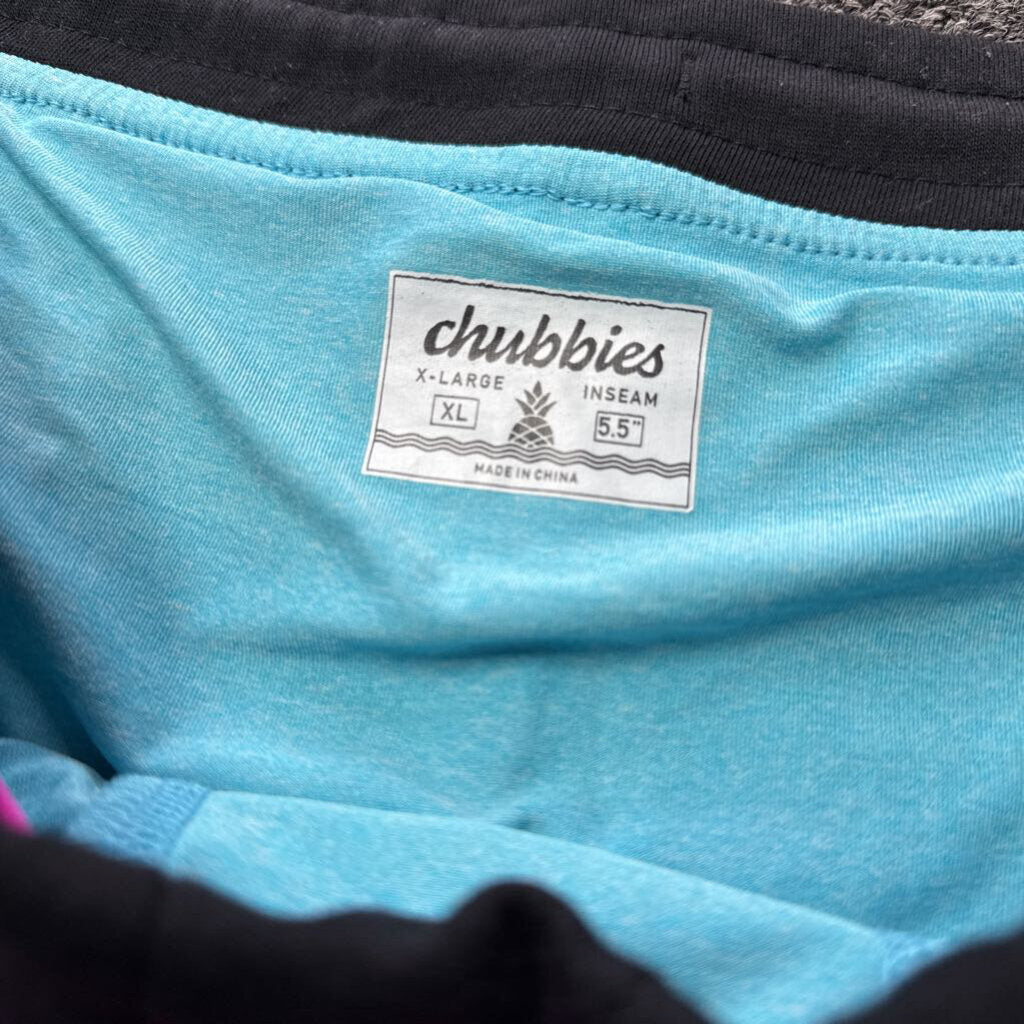 chubbies
X-LARGE INSEAM
XL 5.5"
MADE IN CHINA